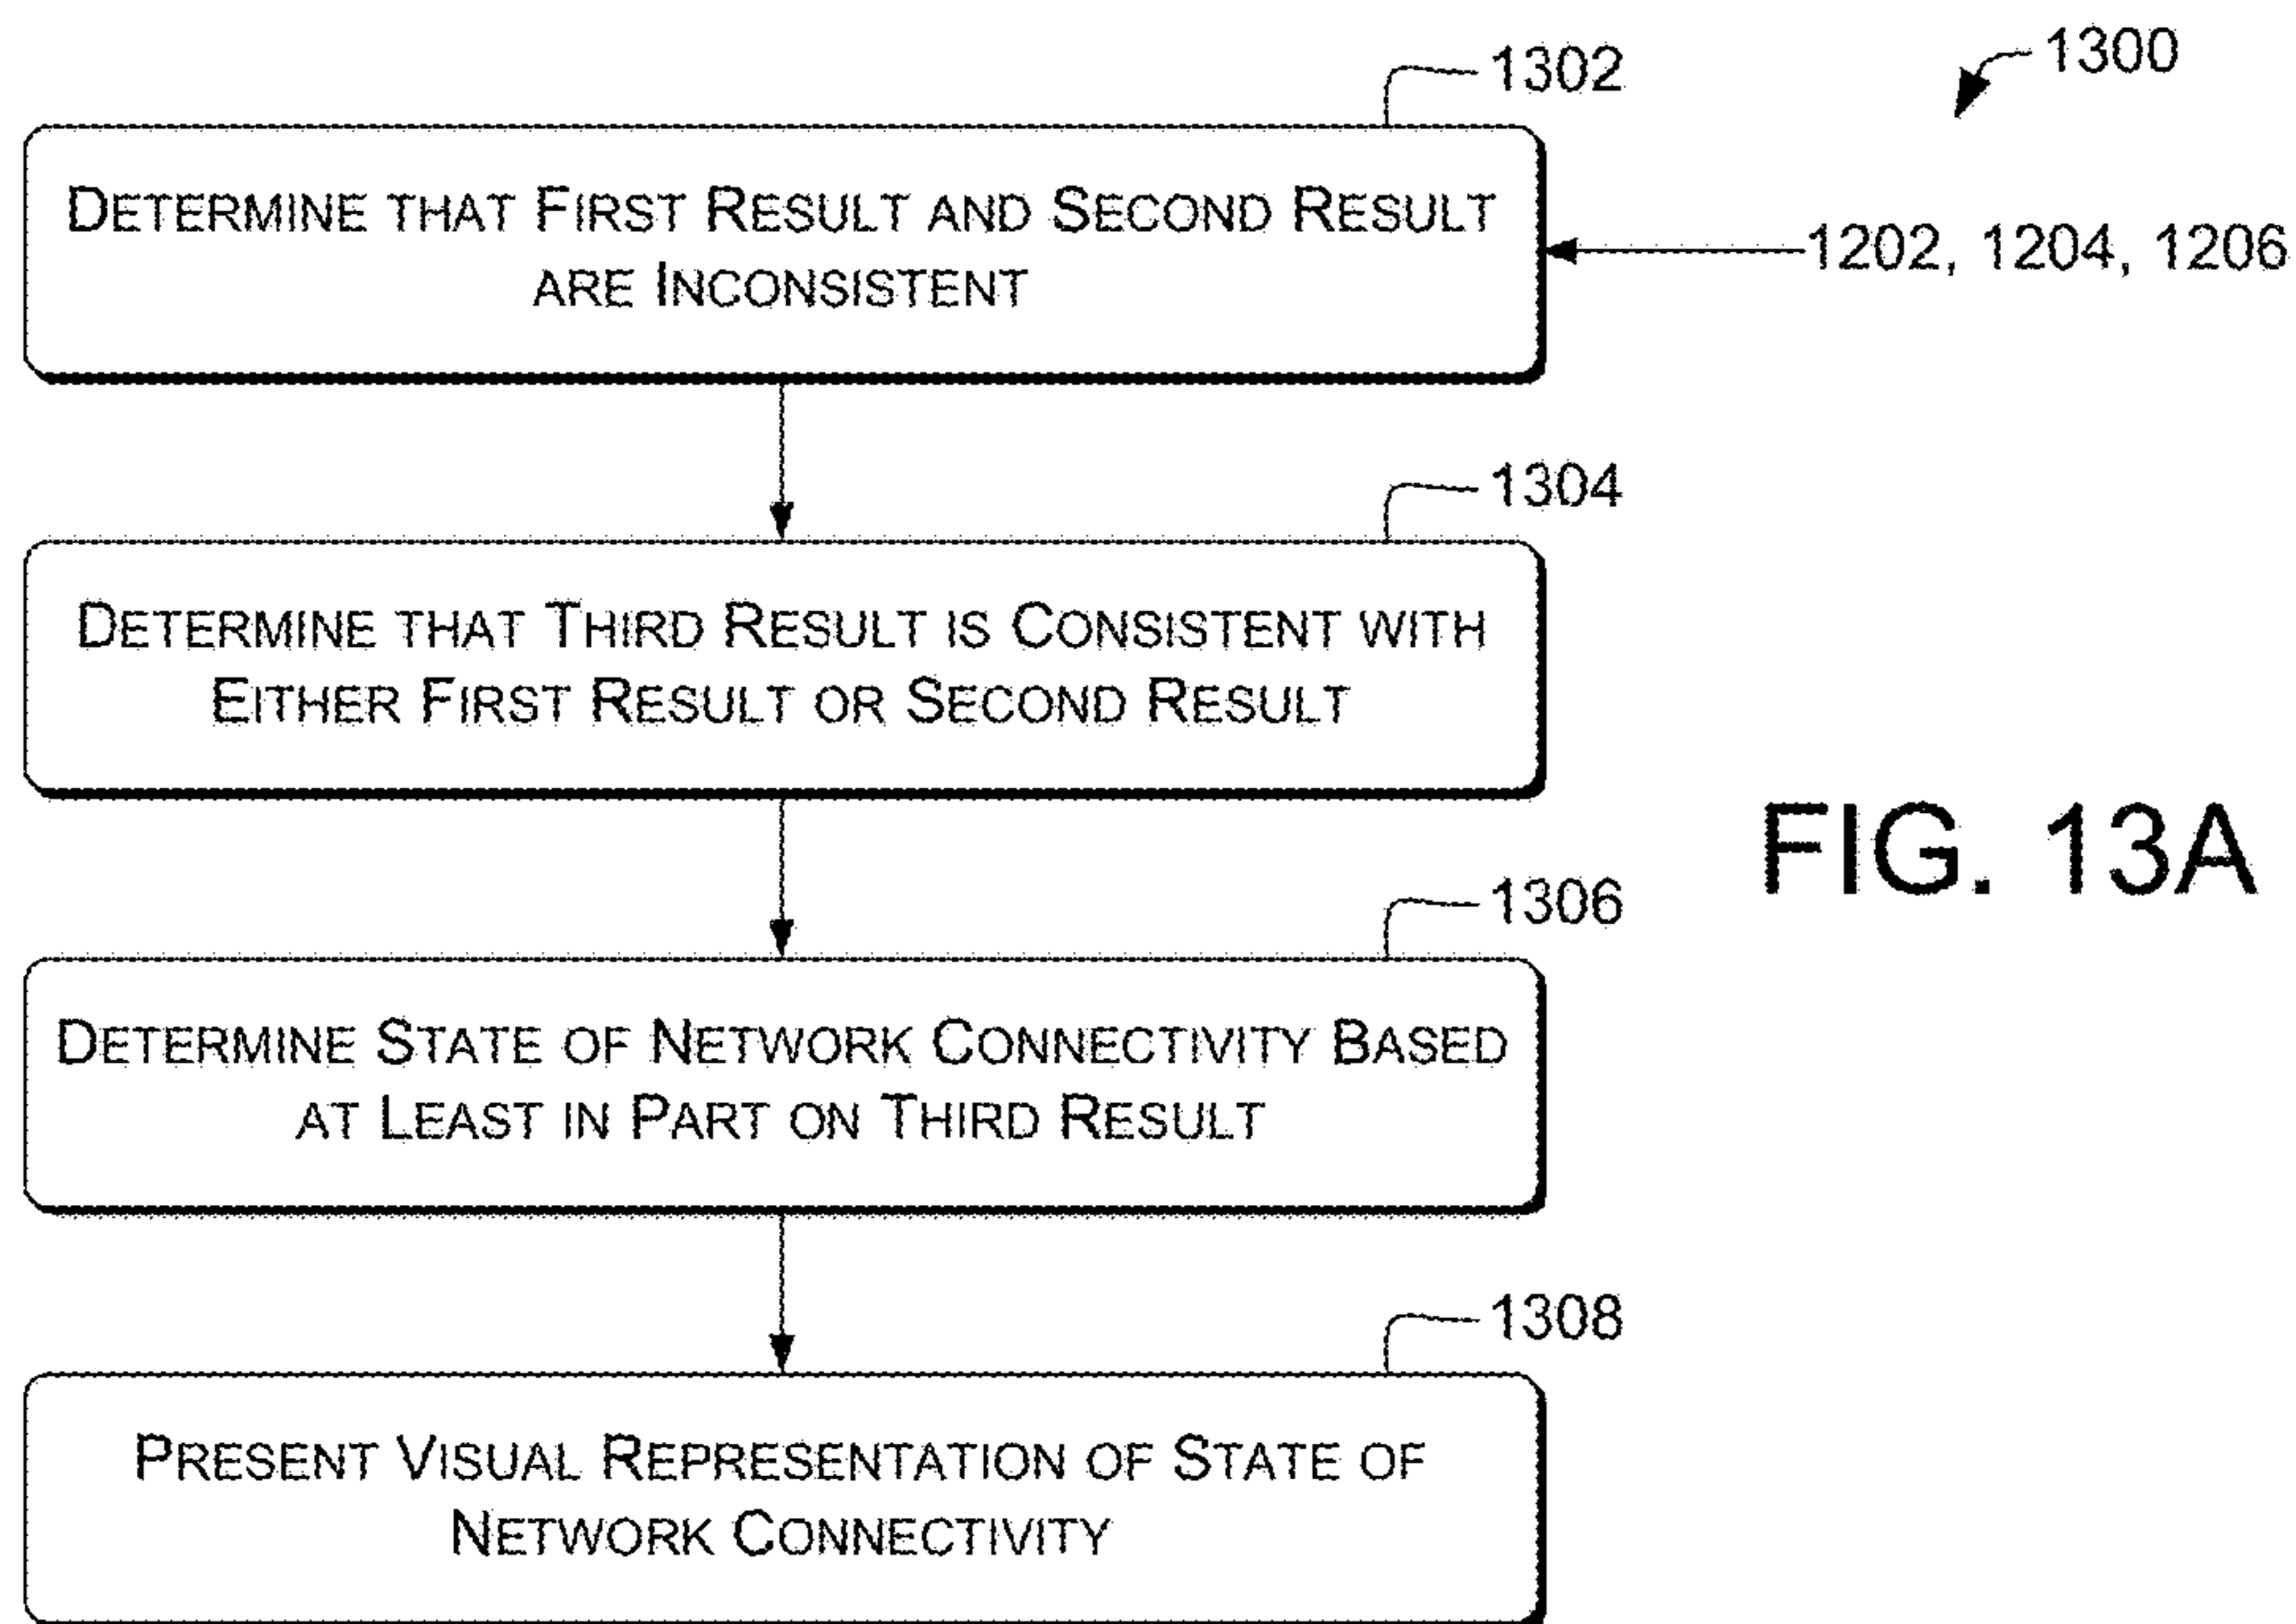 1300
1302
DETERMINE THAT FIRST RESULT AND SECOND RESULT
ARE INCONSISTENT
1202, 1204, 1206
1304
DETERMINE THAT THIRD RESULT IS CONSISTENT WITH
EITHER FIRST RESULT OR SECOND RESULT
FIG. 13A
1306
DETERMINE STATE OF NETWORK CONNECTIVITY BASED
AT LEAST IN PART ON THIRD RESULT
1308
PRESENT VISUAL REPRESENTATION OF STATE OF
NETWORK CONNECTIVITY